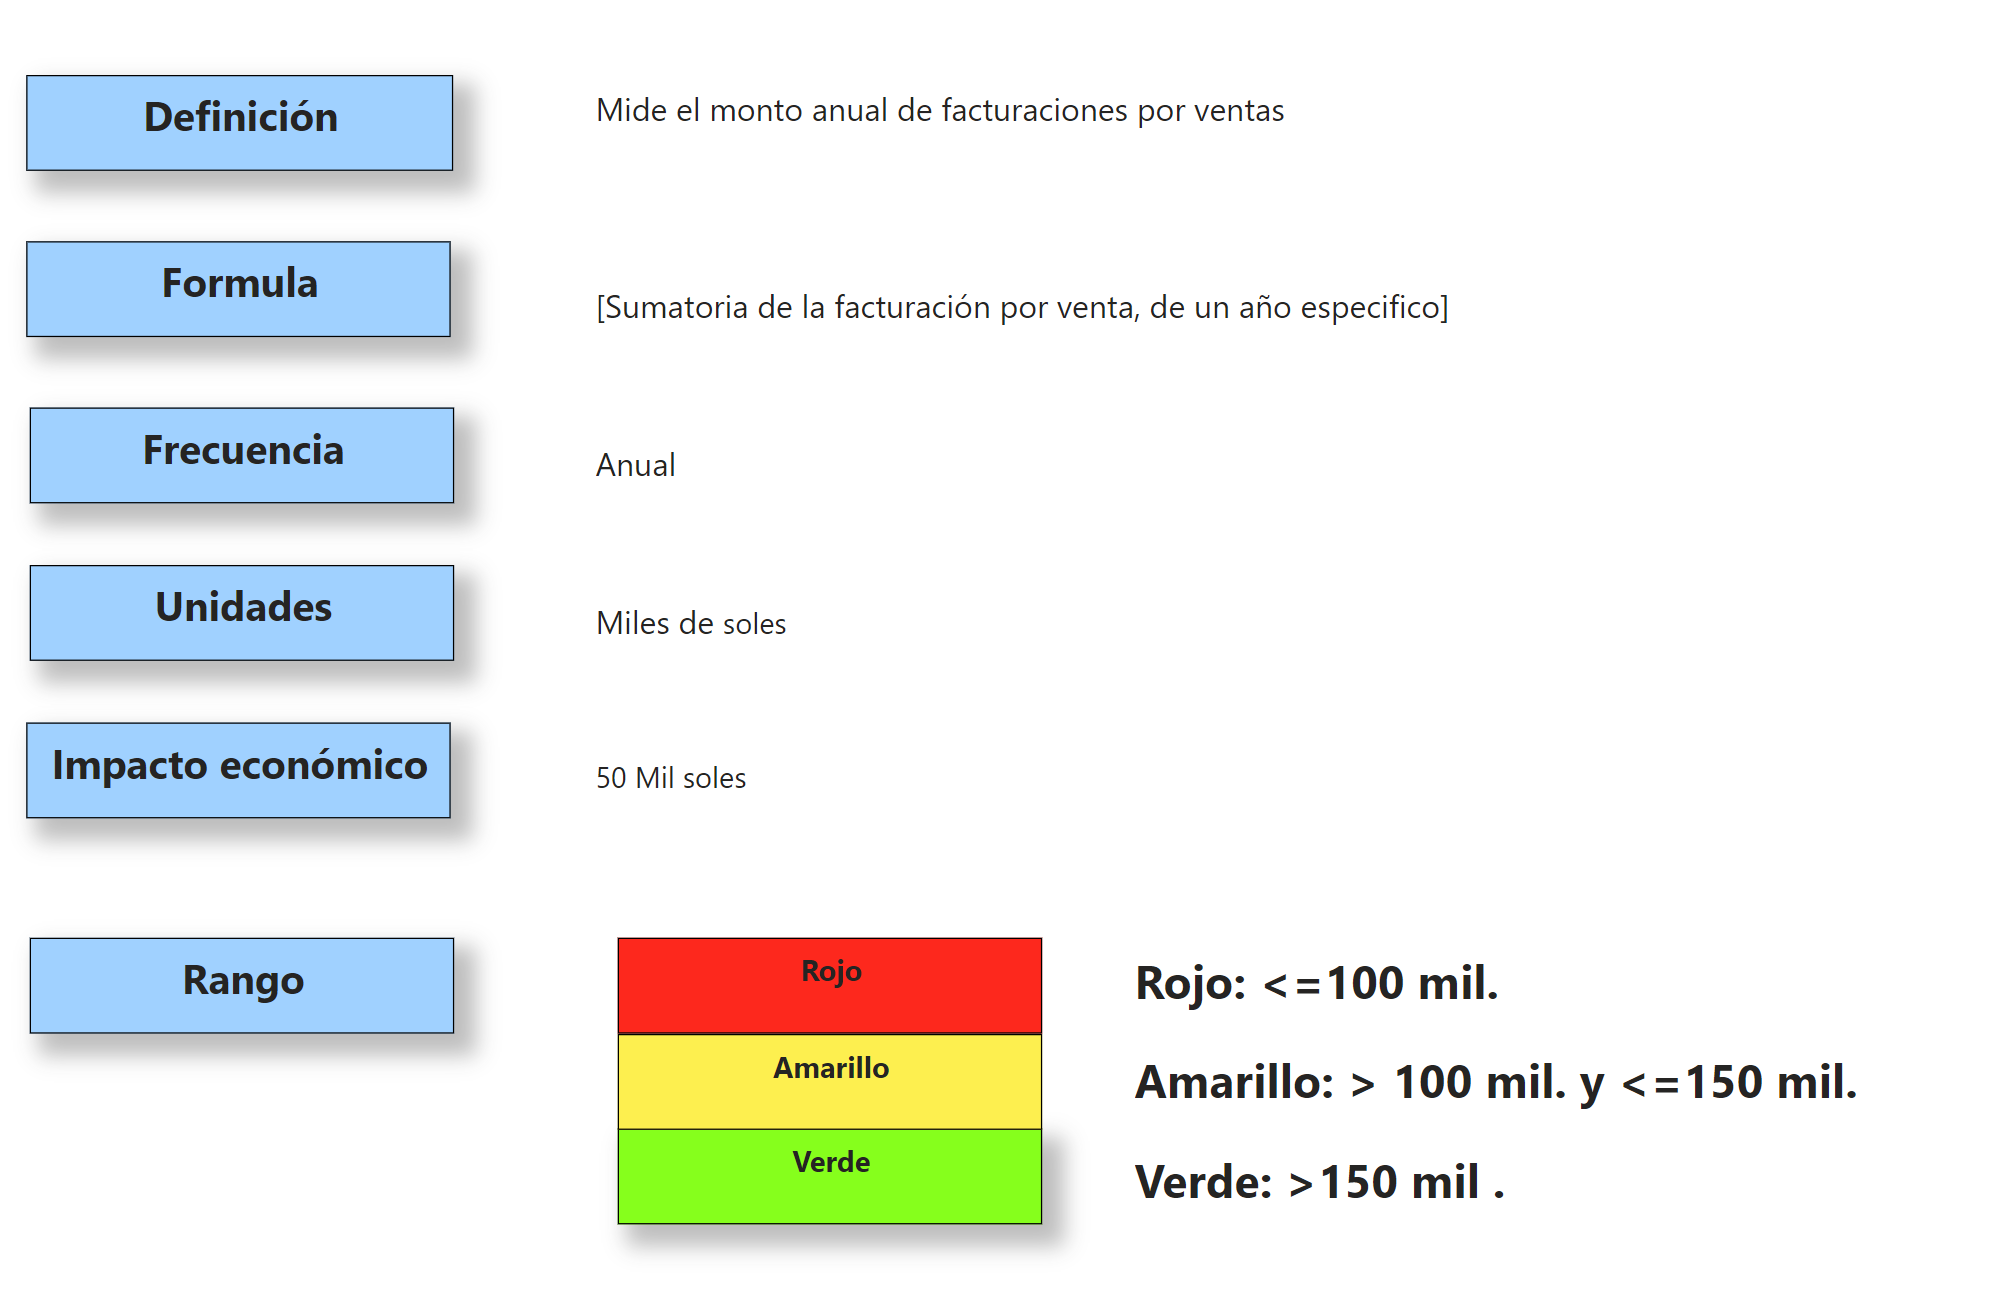 Definición
Mide el monto anual de facturaciones por ventas
Formula
[Sumatoria de la facturación por venta, de un año especifico]
Frecuencia
Anual
Unidades
Miles de soles
Impacto económico
50 Mil soles
Rango
Rojo
Rojo: <=100 mil.
Amarillo
Amarillo: > 100 mil. y <=150 mil.
Verde
Verde: >150 mil .